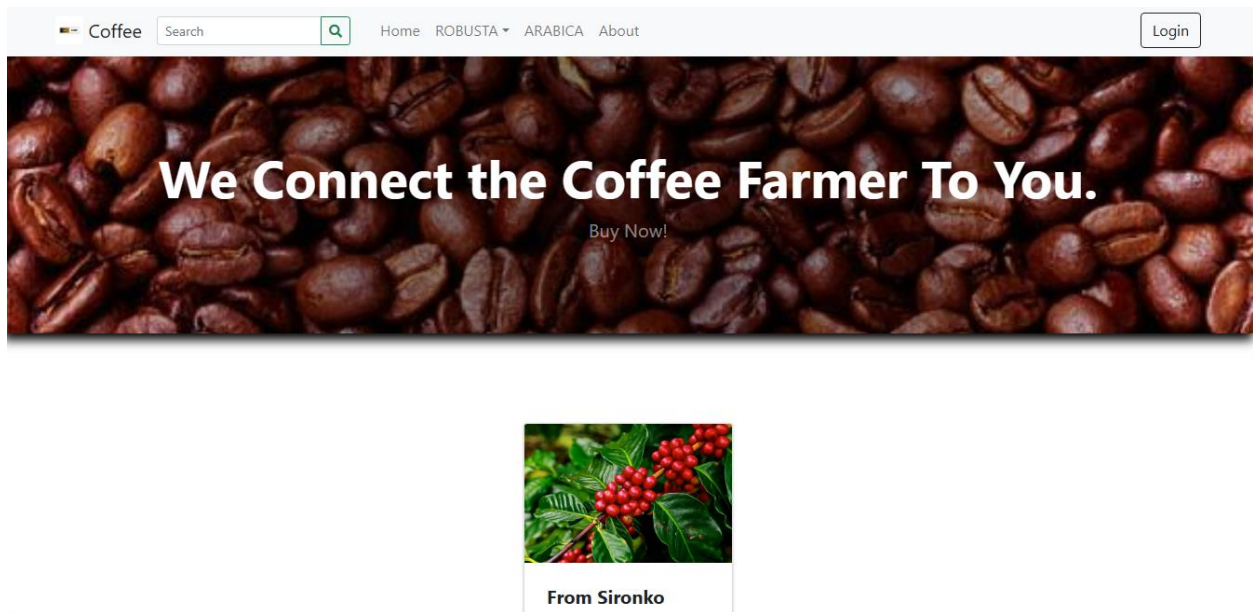 Coffee Search Home ROBUSTA ARABICA About Login
We Connect the Coffee Farmer To You.
Buy Now!
From Sironko